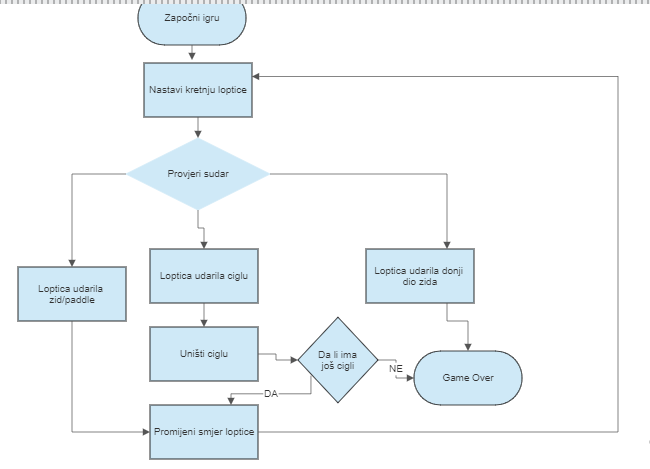 Započni igru
Nastavi kretnju loptice
Provjeri sudar
Loptica udarila
zid/paddle
Loptica udarila ciglu
Loptica udarila donji
dio zida
Uništi ciglu
Da li ima
još cigli
NE
Game Over
DA
Promijeni smjer loptice